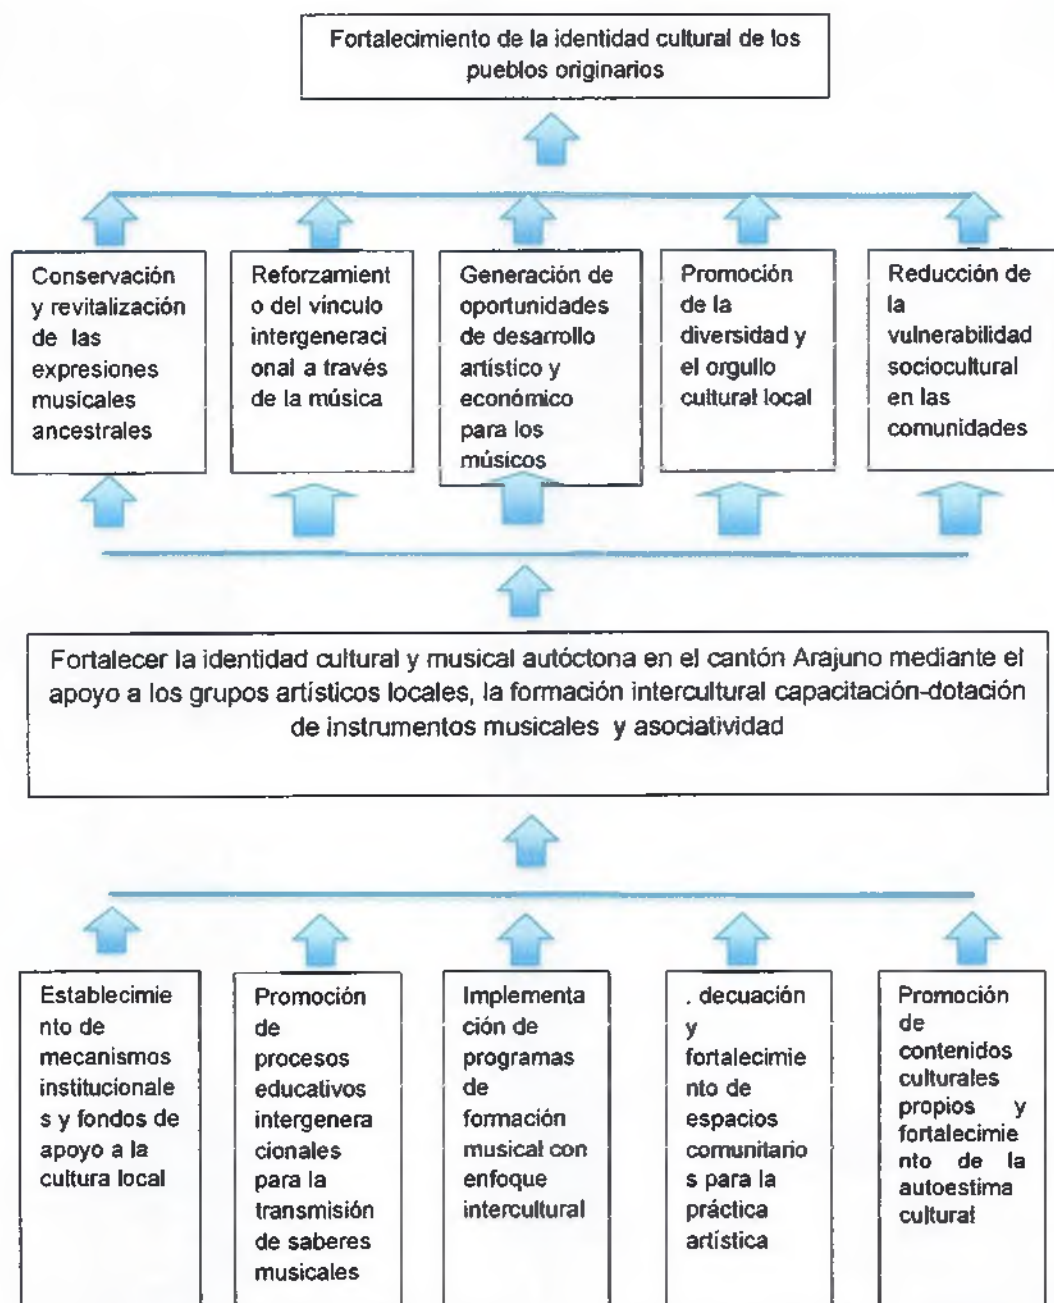 Fortalecimiento de la identidad cultural de los
pueblos originarios
Conservación
y revitalización
de las
expresiones
musicales
ancestrales
Reforzamient
o del vínculo
intergeneraci
onal a través
de la música
Generación de
oportunidades
de desarrollo
artístico y
económico
para los
músicos
Promoción
de la
diversidad y
el orgullo
cultural local
Reducción de
la
vulnerabilidad
sociocultural
en las
comunidades
Fortalecer la identidad cultural y musical autóctona en el cantón Arajuno mediante el
apoyo a los grupos artísticos locales, la formación intercultural capacitación-dotación
de instrumentos musicales y asociatividad
Establecimie
nto de
mecanismos
institucionale
s y fondos de
apoyo a la
cultura local
Promoción
de
procesos
educativos
intergenera
cionales
para la
transmisión
de saberes
musicales
Implementa
ción de
programas
de
formación
musical con
enfoque
intercultural
. decuación
y
fortalecimie
nto de
espacios
comunitario
s para la
práctica
artística
Promoción
de
contenidos
culturales
propios y
fortalecimie
nto de la
autoestima
cultural